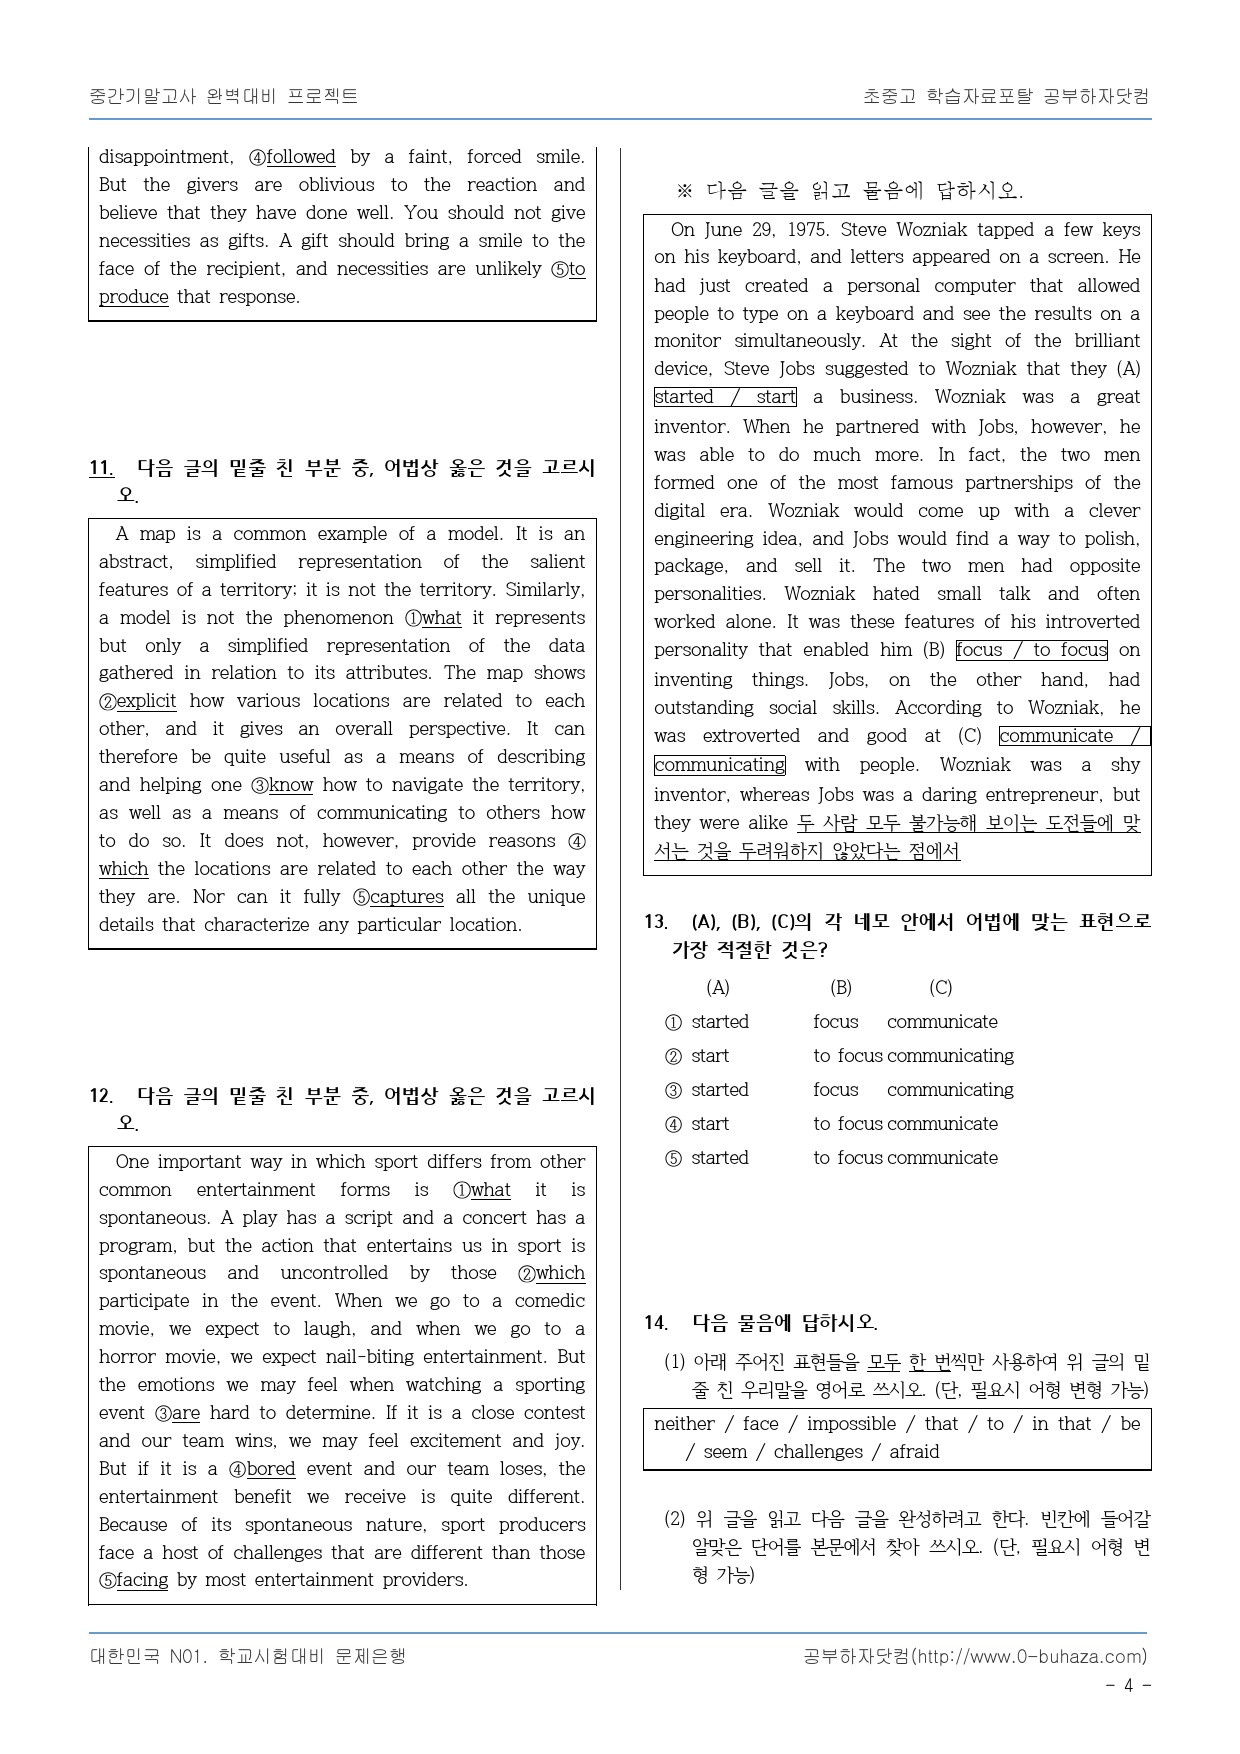 중간기말고사 완벽대비 프로젝트
초중고 학습자료포탈 공부하자닷컴
disappointment, ④followed by a faint, forced smile.
But the givers are oblivious to the reaction and
believe that they have done well. You should not give
necessities as gifts. A gift should bring a smile to the
face of the recipient, and necessities are unlikely ⑤to
produce that response.
11. 다음 글의 밑줄 친 부분 중, 어법상 옳은 것을 고르시
오.
A map is a common example of a model. It is an
abstract, simplified representation of the salient
features of a territory; it is not the territory. Similarly,
a model is not the phenomenon ①what it represents
but only a simplified representation of the data
gathered in relation to its attributes. The map shows
②explicit how various locations are related to each
other, and it gives an overall perspective. It can
therefore be quite useful as a means of describing
and helping one ③know how to navigate the territory,
as well as a means of communicating to others how
to do so. It does not, however, provide reasons ④
which the locations are related to each other the way
they are. Nor can it fully ⑤captures all the unique
details that characterize any particular location.
12. 다음 글의 밑줄 친 부분 중, 어법상 옳은 것을 고르시
오.
One important way in which sport differs from other
common entertainment forms is ①what it is
spontaneous. A play has a script and a concert has a
program, but the action that entertains us in sport is
spontaneous and uncontrolled by those ②which
participate in the event. When we go to a comedic
movie, we expect to laugh, and when we go to a
horror movie, we expect nail-biting entertainment. But
the emotions we may feel when watching a sporting
event ③are hard to determine. If it is a close contest
and our team wins, we may feel excitement and joy.
But if it is a ④bored event and our team loses, the
entertainment benefit we receive is quite different.
Because of its spontaneous nature, sport producers
face a host of challenges that are different than those
⑤facing by most entertainment providers.
※ 다음 글을 읽고 물음에 답하시오.
On June 29, 1975. Steve Wozniak tapped a few keys
on his keyboard, and letters appeared on a screen. He
had just created a personal computer that allowed
people to type on a keyboard and see the results on a
monitor simultaneously. At the sight of the brilliant
device, Steve Jobs suggested to Wozniak that they (A)
started / start a business. Wozniak was a great
inventor. When he partnered with Jobs, however, he
was able to do much more. In fact, the two men
formed one of the most famous partnerships of the
digital era. Wozniak would come up with a clever
engineering idea, and Jobs would find a way to polish,
package, and sell it. The two men had opposite
personalities. Wozniak hated small talk and often
worked alone. It was these features of his introverted
personality that enabled him (B) focus / to focus on
inventing things. Jobs, on the other hand, had
outstanding social skills. According to Wozniak, he
was extroverted and good at (C) communicate /
communicating with people. Wozniak was a shy
inventor, whereas Jobs was a daring entrepreneur, but
they were alike 두 사람 모두 불가능해 보이는 도전들에 맞
서는 것을 두려워하지 않았다는 점에서
13. (A), (B), (C)의 각 네모 안에서 어법에 맞는 표현으로
가장 적절한 것은?
(A) (B) (C)
① started focus communicate
② start to focus communicating
③ started focus communicating
④ start to focus communicate
⑤ started to focus communicate
14. 다음 물음에 답하시오.
(1) 아래 주어진 표현들을 모두 한 번씩만 사용하여 위 글의 밑
줄 친 우리말을 영어로 쓰시오. (단, 필요시 어형 변형 가능)
neither / face / impossible / that / to / in that / be
/ seem / challenges / afraid
(2) 위 글을 읽고 다음 글을 완성하려고 한다. 빈칸에 들어갈
알맞은 단어를 본문에서 찾아 쓰시오. (단, 필요시 어형 변
형 가능)
대한민국 N01. 학교시험대비 문제은행
공부하자닷컴(http://www.0-buhaza.com)
- 4 -